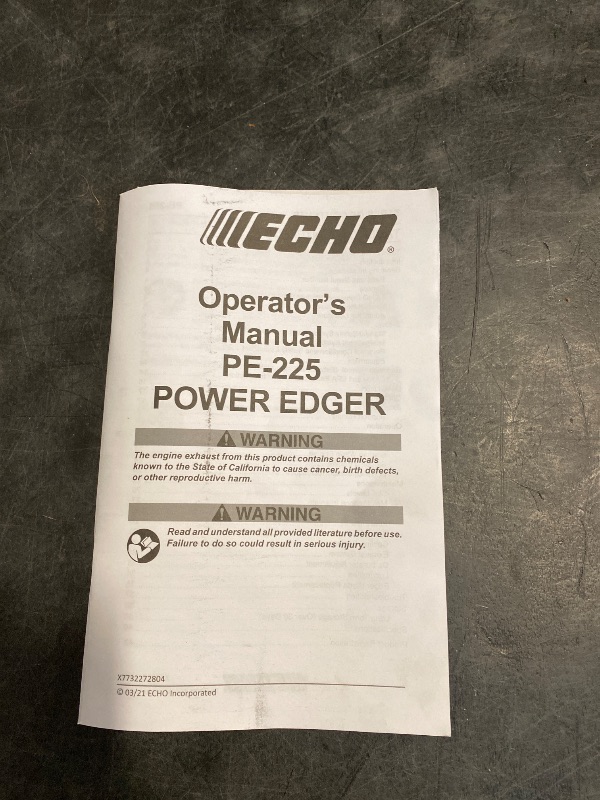 ECHO®
Operator's
Manual
PE-225
POWER EDGER
WARNING
The engine exhaust from this product contains chemicals
known to the State of California to cause cancer, birth defects,
or other reproductive harm.
WARNING
Read and understand all provided literature before use.
Failure to do so could result in serious injury.
X7732272804
© 03/21 ECHO Incorporated